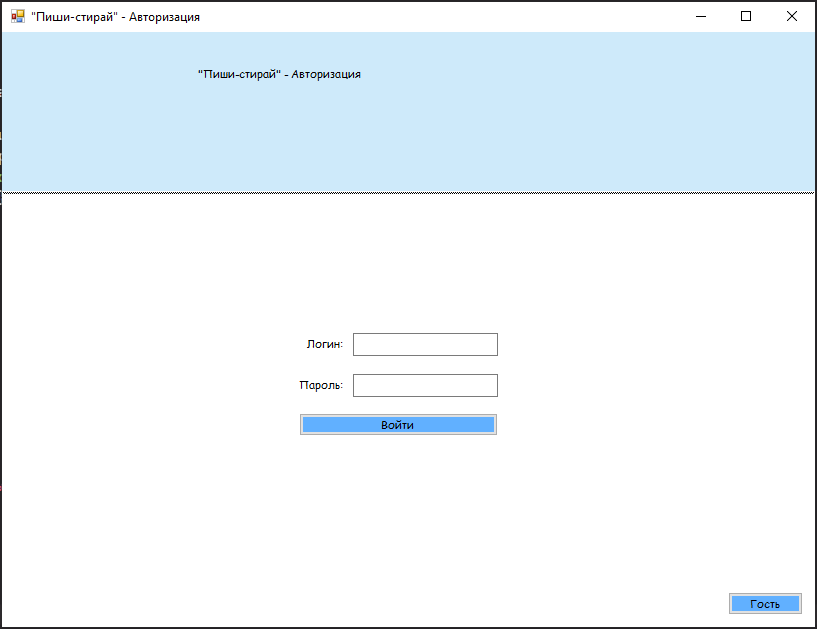 "Пиши-стирай" - Авторизация
"Пиши-стирай" - Авторизация
Логин:
Пароль:
Войти
Гость